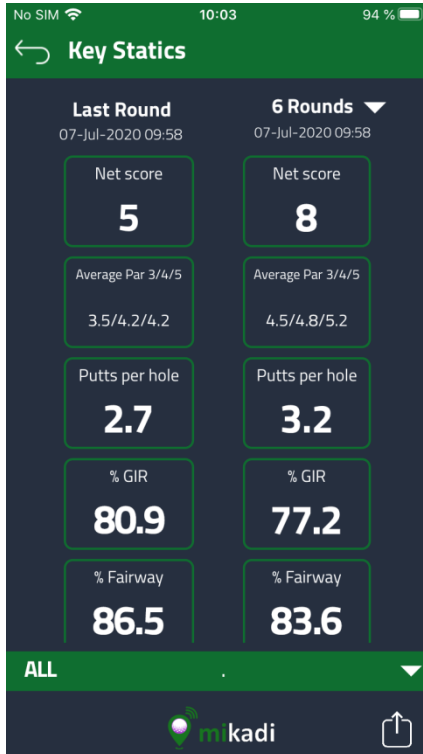 No SIM 10:03 94 %
Key Statics
Last Round 6 Rounds
07-Jul-2020 09:58 07-Jul-2020 09:58
Net score Net score
5 8
Average Par 3/4/5 Average Par 3/4/5
3.5/4.2/4.2 4.5/4.8/5.2
Putts per hole Putts per hole
2.7 3.2
% GIR % GIR
80.9 77.2
% Fairway % Fairway
86.5 83.6
ALL .
mikadi